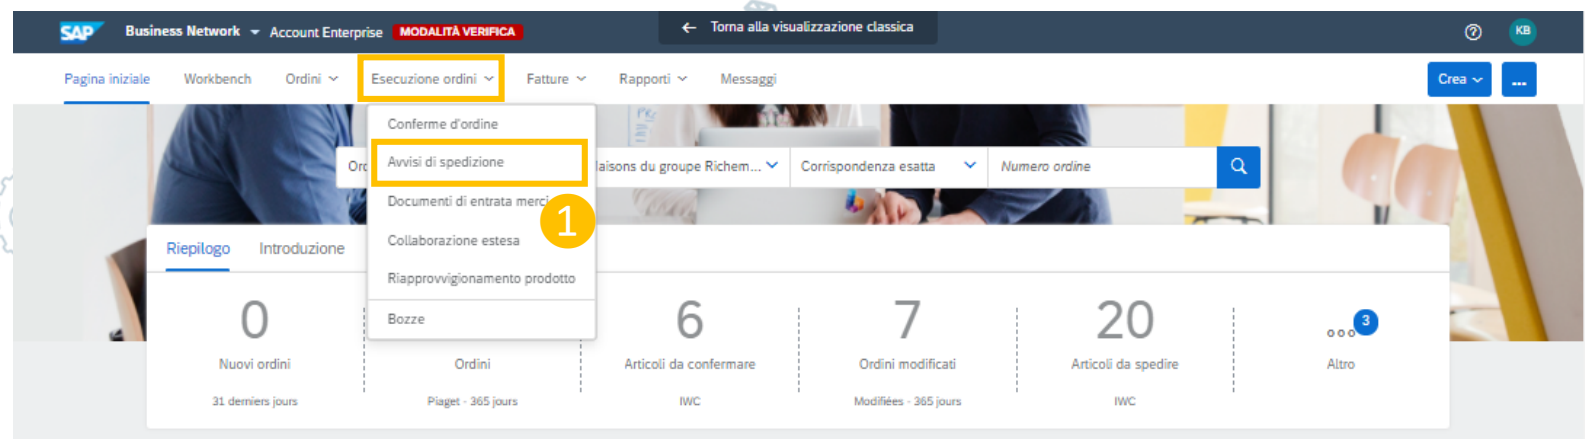 SAP Business Network Account Enterprise MODALITÀ VERIFICA ← Torna alla visualizzazione classica KB
Pagina iniziale Workbench Ordini Esecuzione ordini Fatture Rapporti Messaggi Crea ...
Conferme d'ordine
Avvisi di spedizione
Documenti di entrata merci
Collaborazione estesa
Riapprovvigionamento prodotto
Bozze
1
Richem... Corrispondenza esatta Numero ordine
du groupe
Riepilogo Introduzione
0 6 7 20 3
Nuovi ordini Ordini Articoli da confermare Ordini modificati Articoli da spedire Altro
31 derniers jours Piaget - 365 jours IWC Modifiées - 365 jours IWC